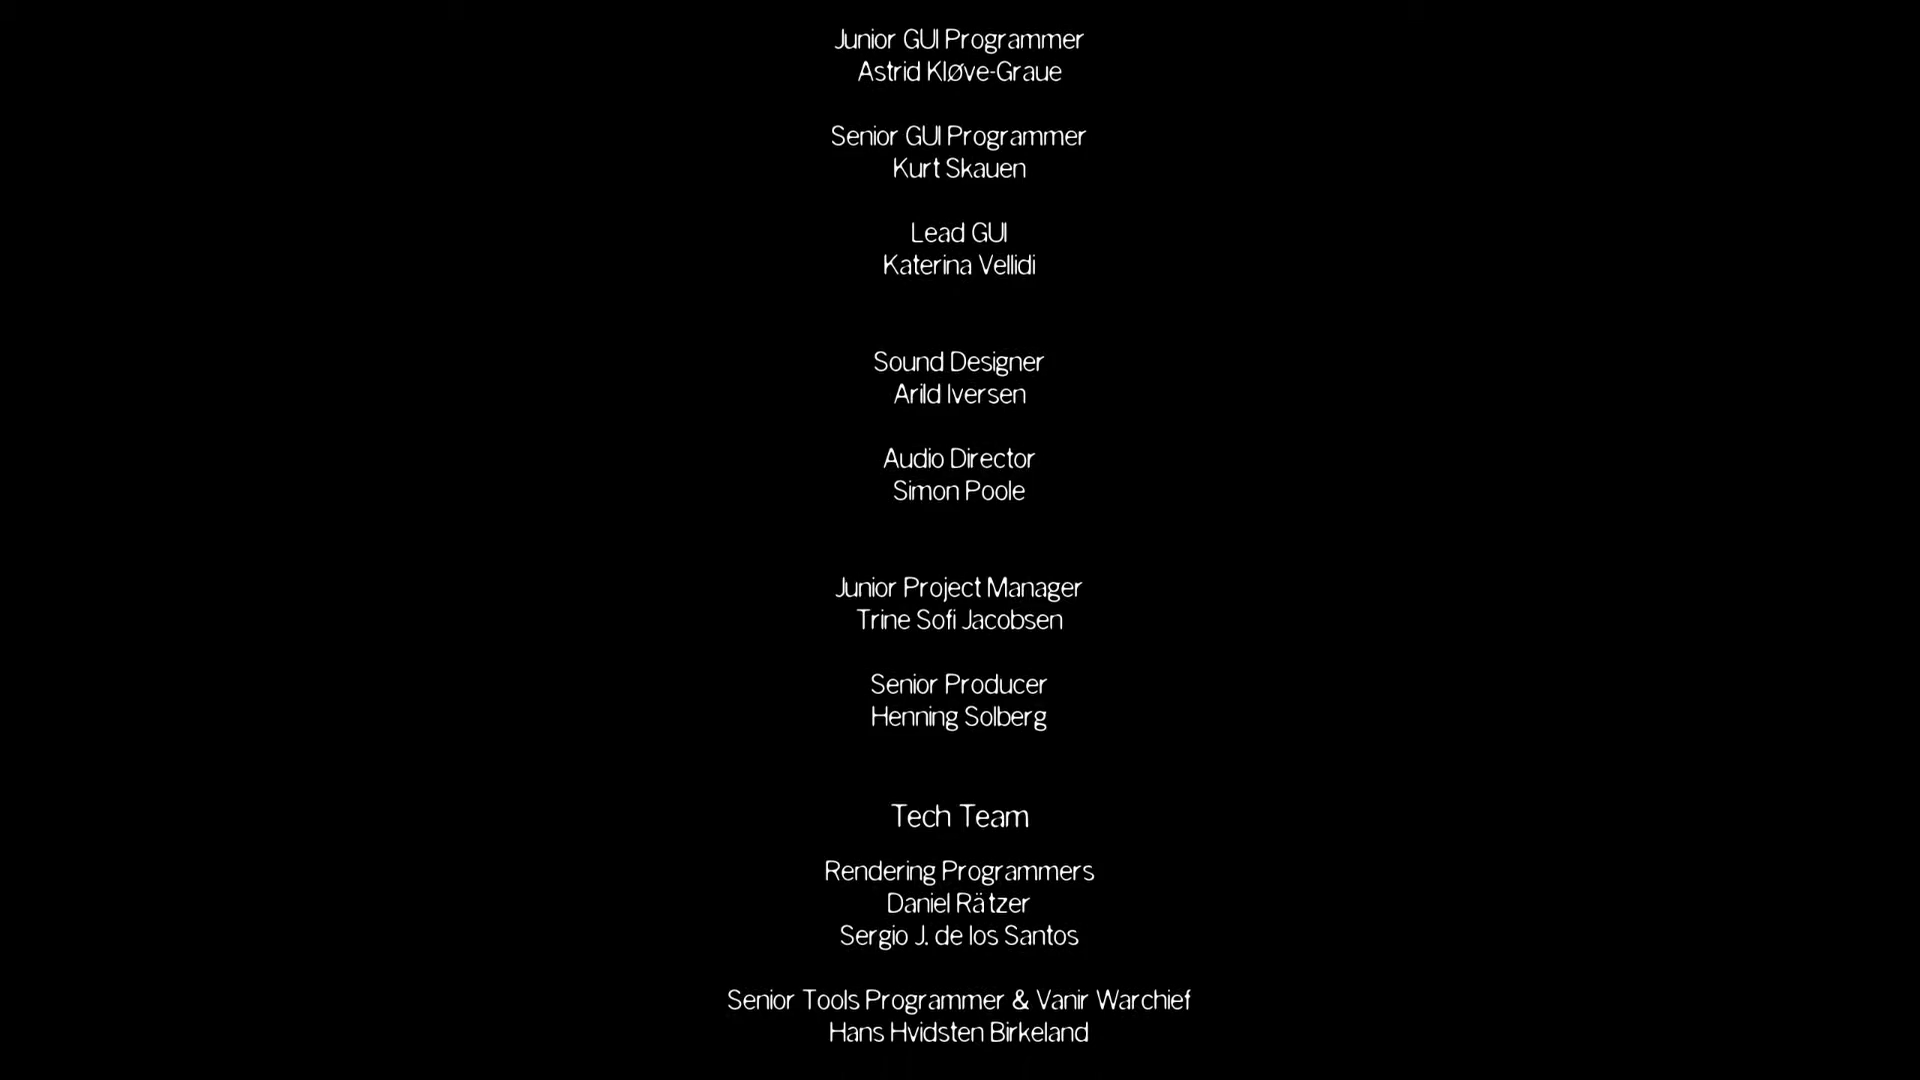 Junior GUI Programmer
Astrid Kløve-Graue
Senior GUI Programmer
Kurt Skauen
Lead GUI
Katerina Vellidi
Sound Designer
Arild Iversen
Audio Director
Simon Poole
Junior Project Manager
Trine Sofi Jacobsen
Senior Producer
Henning Solberg
Tech Team
Rendering Programmers
Daniel Rätzer
Sergio J. de los Santos
Senior Tools Programmer & Vanir Warchief
Hans Hvidsten Birkeland